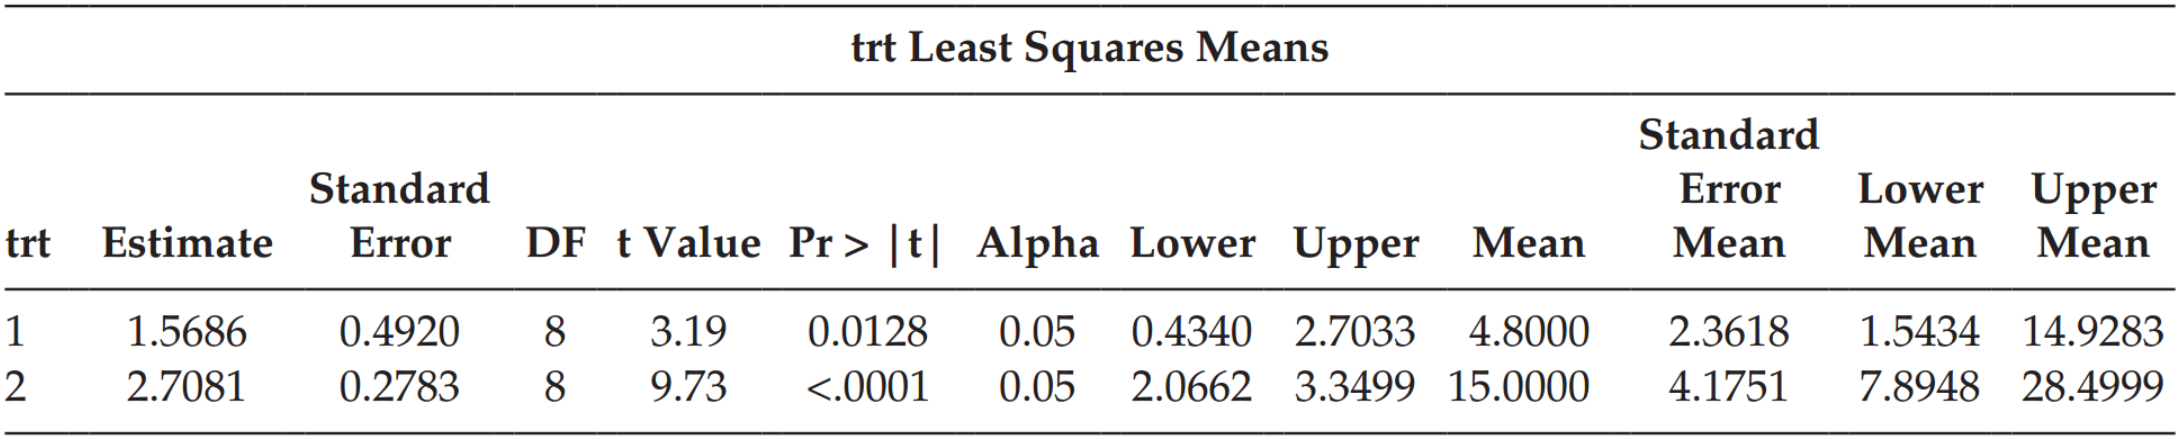 trt Least Squares Means
trt Estimate Standard Error DF t Value Pr > |t| Alpha Lower Upper Mean Standard Error Mean Lower Mean Upper Mean
1 1.5686 0.4920 8 3.19 0.0128 0.05 0.4340 2.7033 4.8000 2.3618 1.5434 14.9283
2 2.7081 0.2783 8 9.73 <.0001 0.05 2.0662 3.3499 15.0000 4.1751 7.8948 28.4999